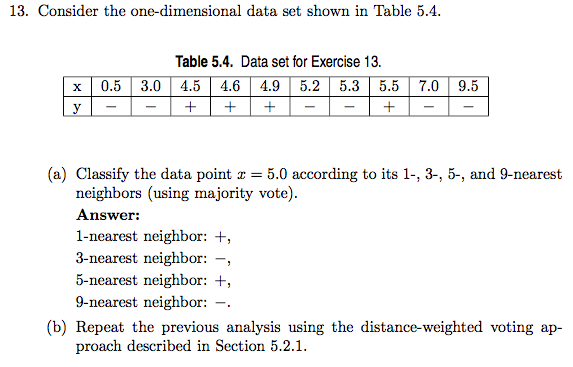 13. Consider the one-dimensional data set shown in Table 5.4.
Table 5.4. Data set for Exercise 13.
x 0.5 3.0 4.5 4.6 4.9 5.2 5.3 5.5 7.0 9.5
y − − + + + − − + − −
(a) Classify the data point x = 5.0 according to its 1-, 3-, 5-, and 9-nearest
neighbors (using majority vote).
Answer:
1-nearest neighbor: +,
3-nearest neighbor: −,
5-nearest neighbor: +,
9-nearest neighbor: −.
(b) Repeat the previous analysis using the distance-weighted voting ap-
proach described in Section 5.2.1.